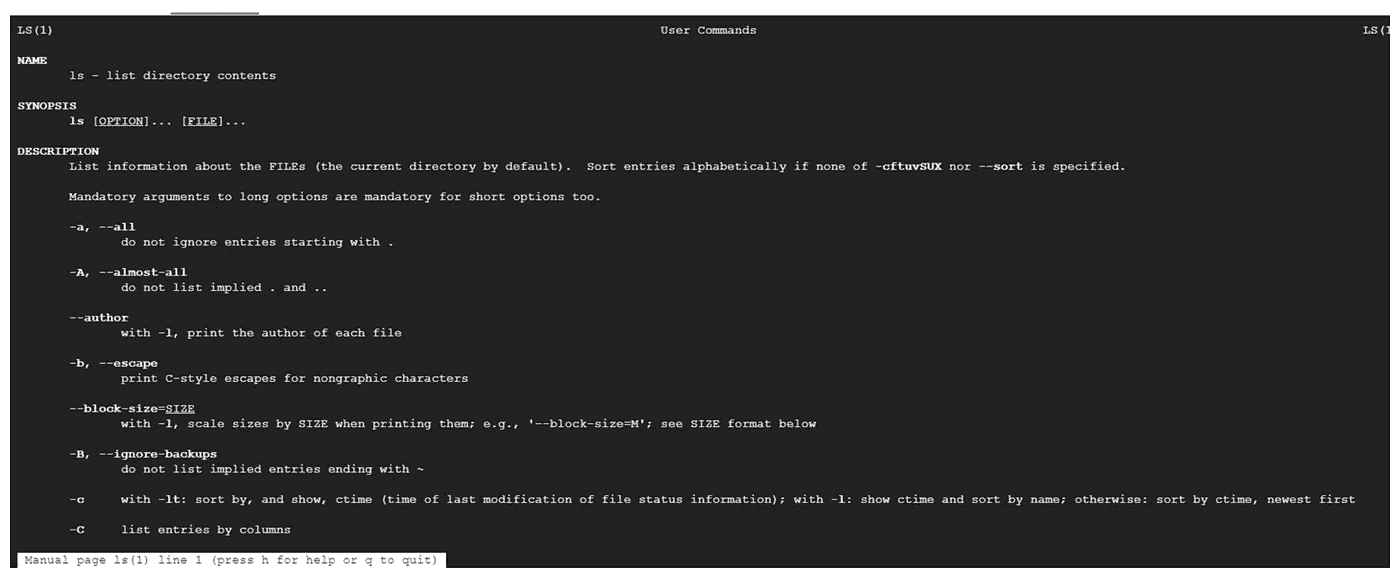 LS(1) User Commands LS(1
NAME
ls - list directory contents
SYNOPSIS
ls [OPTION]... [FILE]...
DESCRIPTION
List information about the FILEs (the current directory by default). Sort entries alphabetically if none of -cftuvSUX nor --sort is specified.
Mandatory arguments to long options are mandatory for short options too.
-a, --all
do not ignore entries starting with .
-A, --almost-all
do not list implied . and ..
--author
with -l, print the author of each file
-b, --escape
print C-style escapes for nongraphic characters
--block-size=SIZE
with -l, scale sizes by SIZE when printing them; e.g., '--block-size=M'; see SIZE format below
-B, --ignore-backups
do not list implied entries ending with ~
-c with -lt: sort by, and show, ctime (time of last modification of file status information); with -l: show ctime and sort by name; otherwise: sort by ctime, newest first
-C list entries by columns
Manual page ls(1) line 1 (press h for help or q to quit)